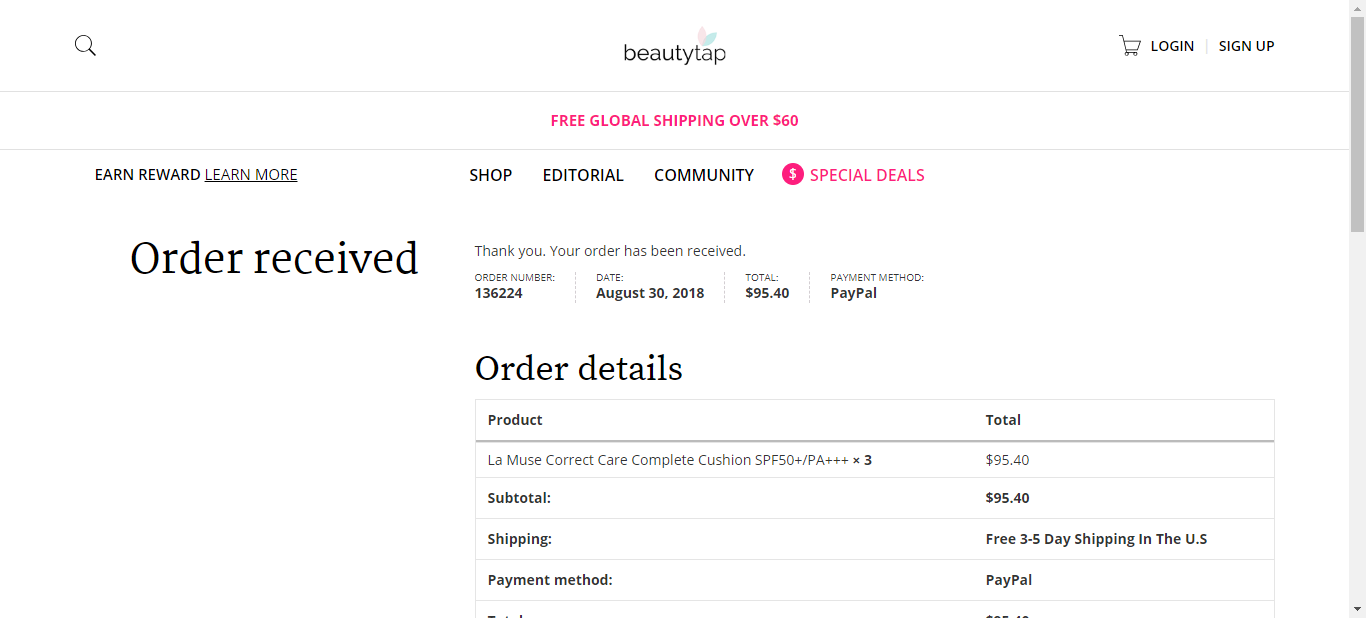 beautytap
LOGIN SIGN UP
FREE GLOBAL SHIPPING OVER $60
EARN REWARD LEARN MORE SHOP EDITORIAL COMMUNITY $ SPECIAL DEALS
Order received
Thank you. Your order has been received.
ORDER NUMBER: DATE: TOTAL: PAYMENT METHOD:
136224 August 30, 2018 $95.40 PayPal
Order details
Product Total
La Muse Correct Care Complete Cushion SPF50+/PA+++ × 3 $95.40
Subtotal: $95.40
Shipping: Free 3-5 Day Shipping In The U.S
Payment method: PayPal